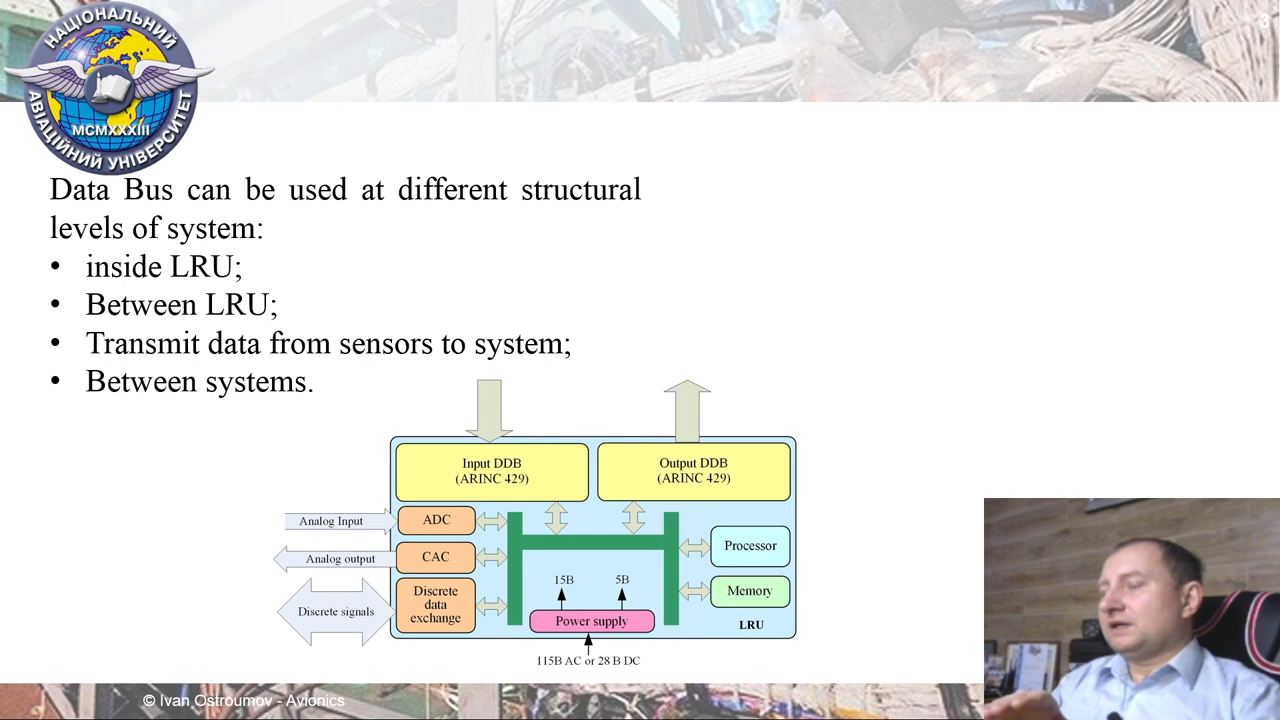 3
НАЦІОНАЛЬНИЙ
MCMXXXIII
АВІАЦІЙНИЙ УНІВЕРСИТЕТ
Data Bus can be used at different structural
levels of system:
• inside LRU;
• Between LRU;
• Transmit data from sensors to system;
• Between systems.
Input DDB
(ARINC 429)
Output DDB
(ARINC 429)
Analog Input
ADC
Analog output
CAC
Discrete signals
Discrete
data
exchange
15B
5B
Power supply
Processor
Memory
LRU
115B AC or 28 B DC
© Ivan Ostroumov - Avionics